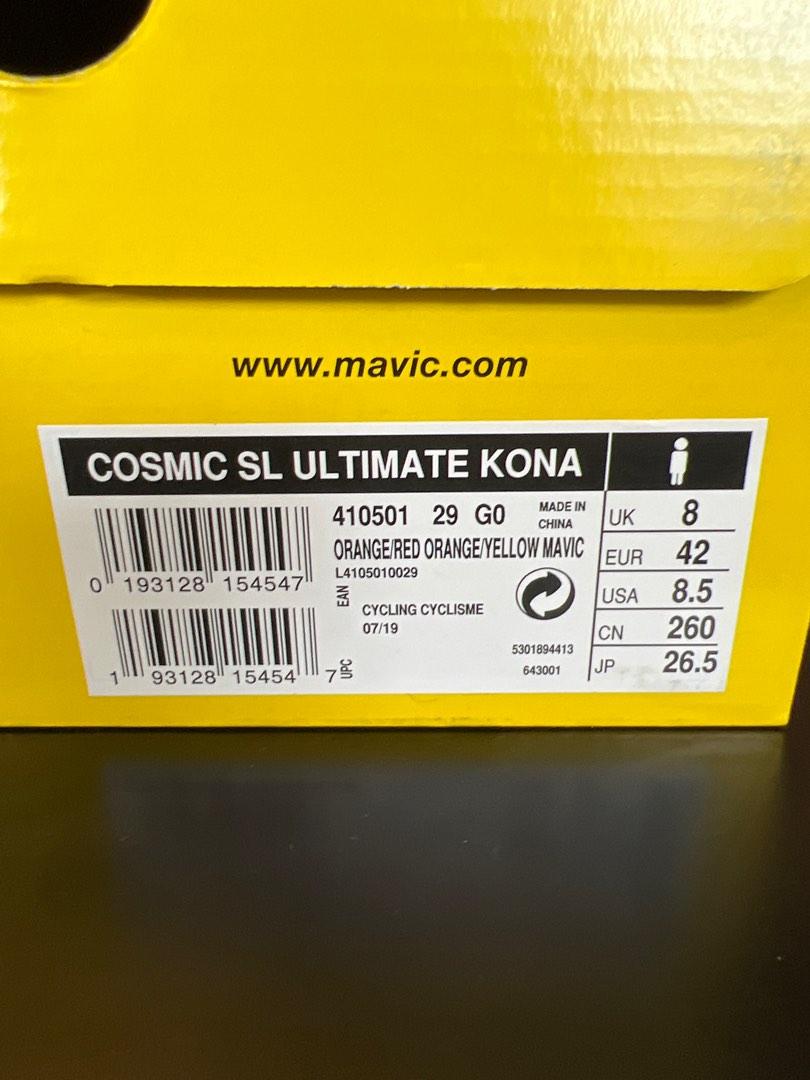 www.mavic.com
COSMIC SL ULTIMATE KONA
410501 29 G0
MADE IN
CHINA
ORANGE/RED ORANGE/YELLOW MAVIC
L4105010029
0 193128 154547
EAN
CYCLING CYCLISME
07/19
1 93128 15454 7
UPC
5301894413
643001
UK 8
EUR 42
USA 8.5
CN 260
JP 26.5